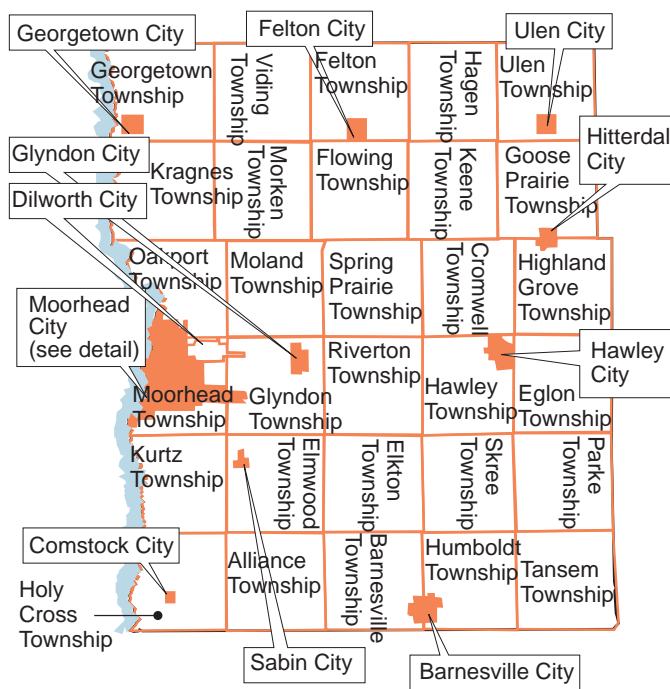 Georgetown City
Felton City
Ulen City
Georgetown
Township
Viding
Township
Felton
Township
Hagen
Township
Ulen
Township
Glyndon City
Hitterdal
City
Kragnes
Township
Morken
Township
Flowing
Township
Keene
Township
Goose
Prairie
Township
Dilworth City
Oakport
Township
Moland
Township
Spring
Prairie
Township
Cromwell
Township
Highland
Grove
Township
Moorhead
City
(see detail)
Moorhead
Township
Glyndon
Township
Riverton
Township
Hawley
Township
Eglon
Township
Hawley
City
Kurtz
Township
Elmwood
Township
Elkton
Township
Skree
Township
Parke
Township
Comstock City
Alliance
Township
Barnesville
Township
Humboldt
Township
Tansem
Township
Holy
Cross
Township
Sabin City
Barnesville City